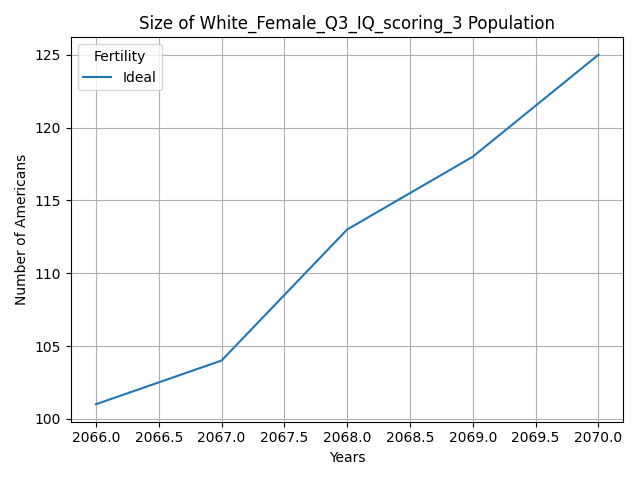 Size of White_Female_Q3_IQ_scoring_3 Population
Fertility
Ideal
Number of Americans
125
120
115
110
105
100
2066.0 2066.5 2067.0 2067.5 2068.0 2068.5 2069.0 2069.5 2070.0
Years